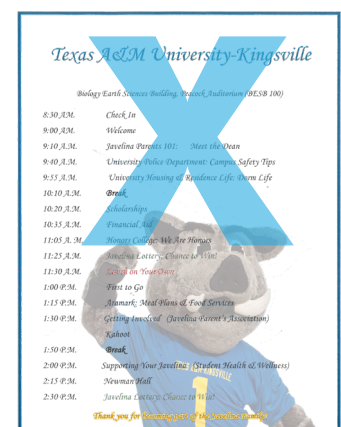 Texas A&M University-Kingsville
Biology Earth Sciences Building, Peacock Auditorium (BESB 100)
8:30 A.M. Check In
9:00 A.M. Welcome
9:10 A.M. Javelina Parents 101: Meet the Dean
9:40 A.M. University Police Department: Campus Safety Tips
9:55 A.M. University Housing & Residence Life: Dorm Life
10:10 A.M. Break
10:20 A.M. Scholarships
10:35 A.M. Financial Aid
11:05 A. M. Honors College: We Are Honors
11:25 A.M. Javelina Lottery: Chance to Win!
11:30 A.M. Lunch on Your Own
1:00 P.M. First to Go
1:15 P.M. Aramark: Meal Plans & Food Services
1:30 P.M. Getting Involved (Javelina Parent's Association)
Kahoot
1:50 P.M. Break
2:00 P.M. Supporting Your Javelina (Student Health & Wellness)
2:15 P.M. Newman Hall
2:30 P.M. Javelina Lottery: Chance to Win!
Thank you for becoming part of the Javelina Family!
X
KINGSVILLE
1